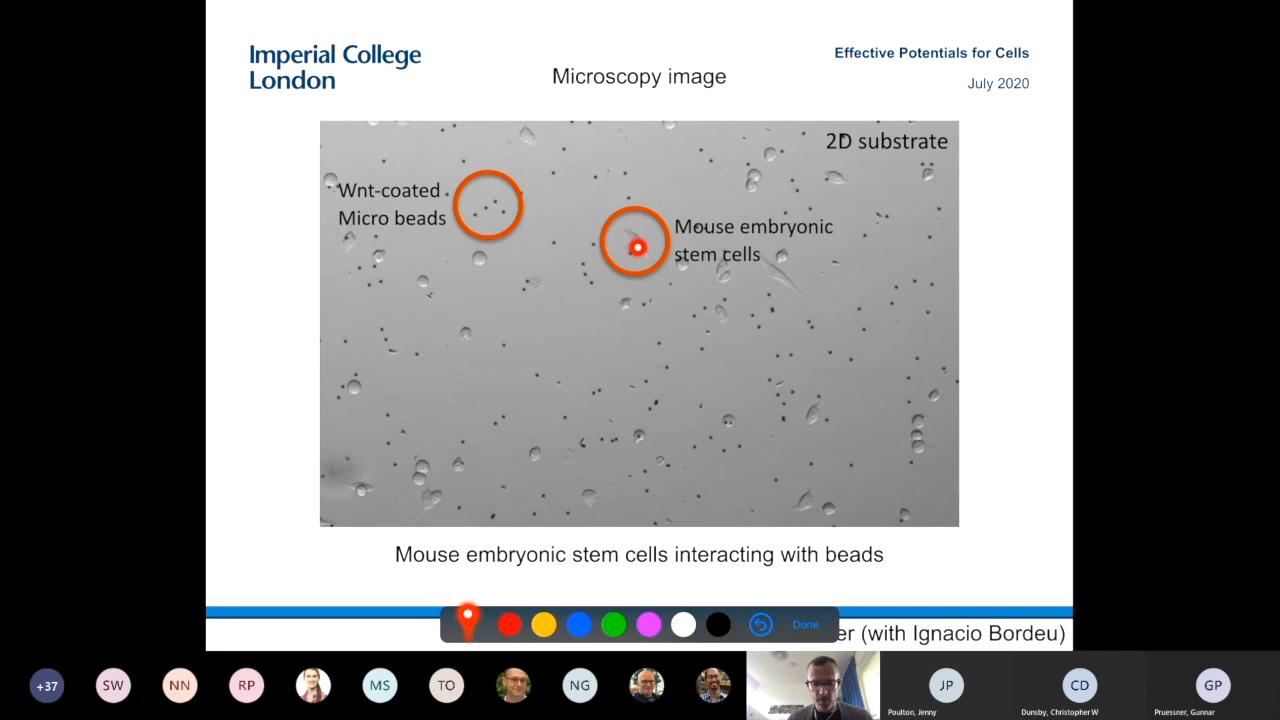 Imperial College
London
Effective Potentials for Cells
July 2020
Microscopy image
2D substrate
Wnt-coated
Micro beads
Mouse embryonic
stem cells
Mouse embryonic stem cells interacting with beads
Done
(with Ignacio Bordeu)
+37
SW
NN
RP
MS
TO
NG
JP
CD
GP
Poulton, Jenny
Dunsby, Christopher W
Pruessner, Gunnar